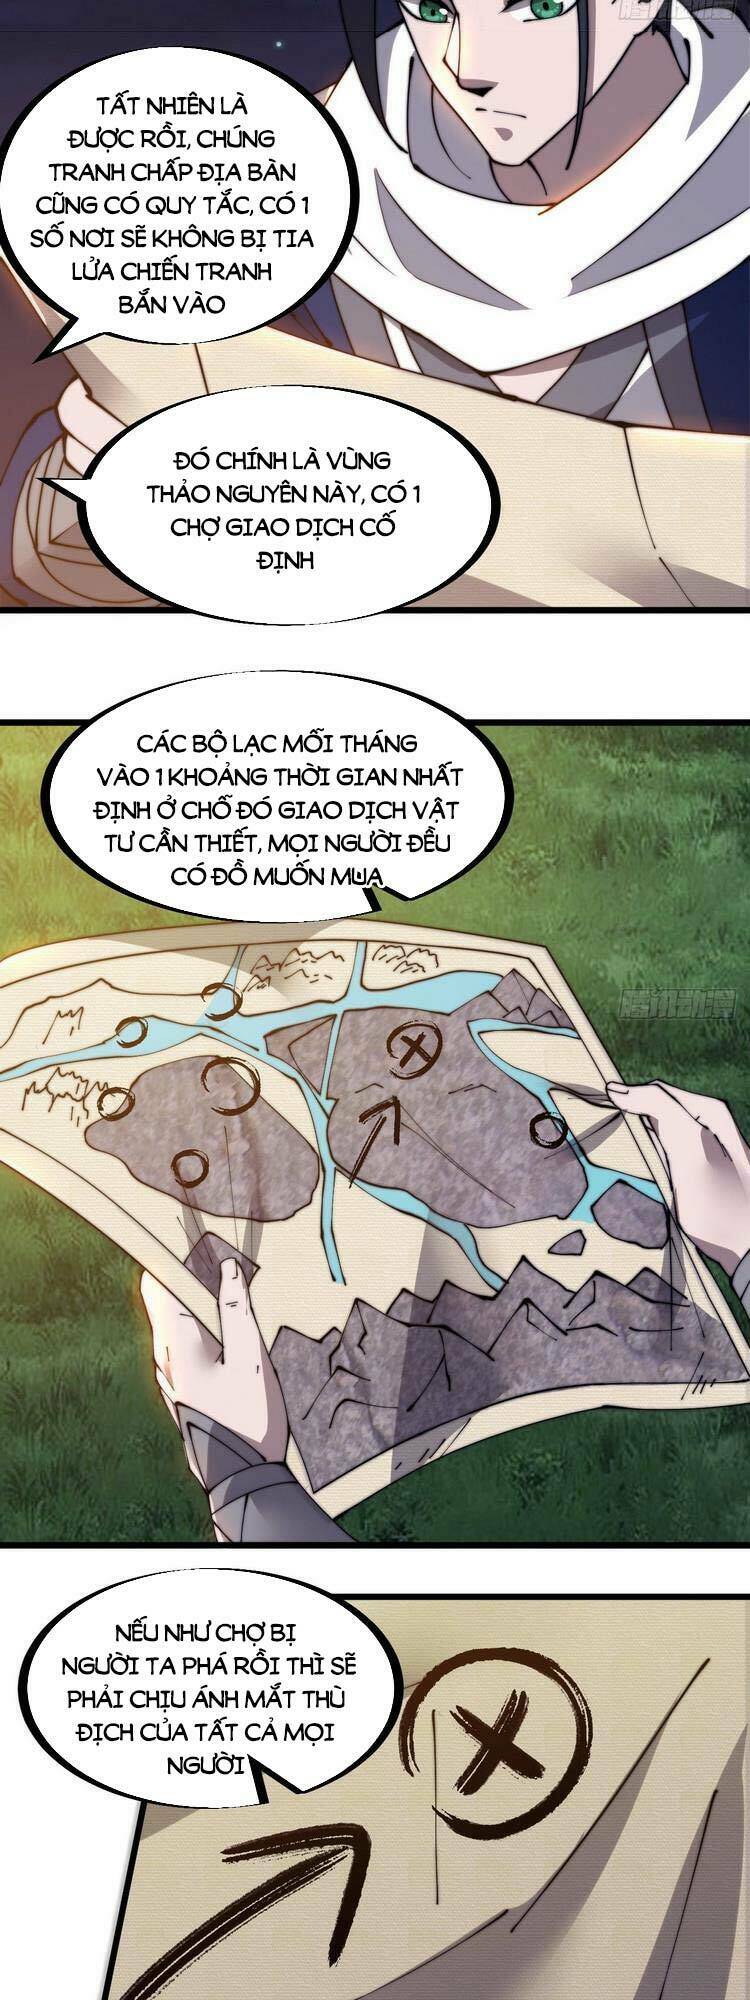 TẤT NHIÊN LÀ
ĐƯỢC RỒI, CHÚNG
TRANH CHẤP ĐỊA BÀN
CŨNG CÓ QUY TẮC, CÓ 1
SỐ NƠI SẼ KHÔNG BỊ TIA
LỬA CHIẾN TRANH
BẮN VÀO
ĐÓ CHÍNH LÀ VÙNG
THẢO NGUYÊN NÀY, CÓ 1
CHỢ GIAO DỊCH CỐ
ĐỊNH
CÁC BỘ LẠC MỖI THÁNG
VÀO 1 KHOẢNG THỜI GIAN NHẤT
ĐỊNH Ở CHỖ ĐÓ GIAO DỊCH VẬT
TƯ CẦN THIẾT, MỌI NGƯỜI ĐỀU
CÓ ĐỒ MUỐN MUA
NẾU NHƯ CHỢ BỊ
NGƯỜI TA PHÁ RỒI THÌ SẼ
PHẢI CHỊU ÁNH MẮT THÙ
ĐỊCH CỦA TẤT CẢ MỌI
NGƯỜI